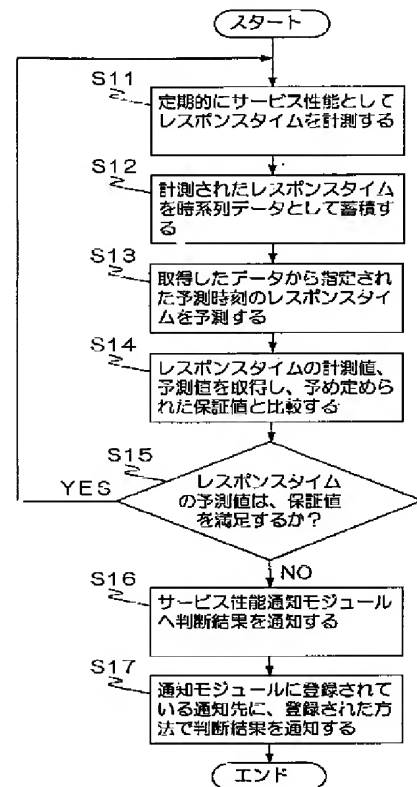 スタート
S11
定期的にサービス性能として
レスポンスタイムを計測する
S12
計測されたレスポンスタイム
を時系列データとして蓄積す
る
S13
取得したデータから指定され
た予測時刻のレスポンスタイ
ムを予測する
S14
レスポンスタイムの計測値、
予測値を取得し、予め定めら
れた保証値と比較する
S15
レスポンスタイム
の予測値は、保証値
を満足するか？
YES
NO
S16
サービス性能通知モジュール
へ判断結果を通知する
S17
通知モジュールに登録されて
いる通知先に、登録された方
法で判断結果を通知する
エンド